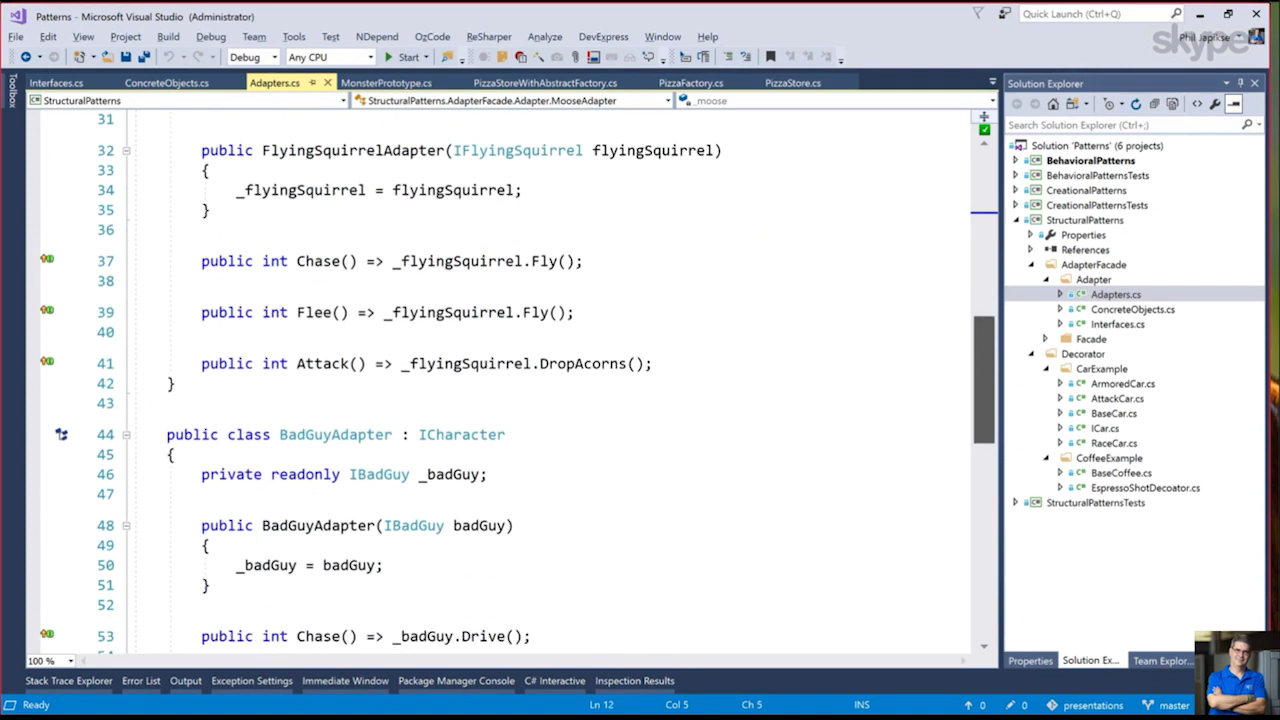 Patterns - Microsoft Visual Studio (Administrator)
Quick Launch (Ctrl+Q)
File Edit View Project Build Debug Team Tools Test NDepend OzCode ReSharper Analyze DevExpress Window Help
Phil Japikse
skype
Debug Any CPU Start
Toolbox
Interfaces.cs ConcreteObjects.cs Adapters.cs MonsterPrototype.cs PizzaStoreWithAbstractFactory.cs PizzaFactory.cs PizzaStore.cs
StructuralPatterns StructuralPatterns.AdapterFacade.Adapter.MooseAdapter _moose
31
32 public FlyingSquirrelAdapter(IFlyingSquirrel flyingSquirrel)
33 {
34 _flyingSquirrel = flyingSquirrel;
35 }
36
37 public int Chase() => _flyingSquirrel.Fly();
38
39 public int Flee() => _flyingSquirrel.Fly();
40
41 public int Attack() => _flyingSquirrel.DropAcorns();
42 }
43
44 public class BadGuyAdapter : ICharacter
45 {
46 private readonly IBadGuy _badGuy;
47
48 public BadGuyAdapter(IBadGuy badGuy)
49 {
50 _badGuy = badGuy;
51 }
52
53 public int Chase() => _badGuy.Drive();
100 %
Solution Explorer
Search Solution Explorer (Ctrl+;)
Solution 'Patterns' (6 projects)
BehavioralPatterns
BehavioralPatternsTests
CreationalPatterns
CreationalPatternsTests
StructuralPatterns
Properties
References
AdapterFacade
Adapter
Adapters.cs
ConcreteObjects.cs
Interfaces.cs
Facade
Decorator
CarExample
ArmoredCar.cs
AttackCar.cs
BaseCar.cs
ICar.cs
RaceCar.cs
CoffeeExample
BaseCoffee.cs
EspressoShotDecoator.cs
StructuralPatternsTests
Properties Solution Ex... Team Explor...
Stack Trace Explorer Error List Output Exception Settings Immediate Window Package Manager Console C# Interactive Inspection Results
Ready Ln 12 Col 5 Ch 5 INS 0 0 presentations master